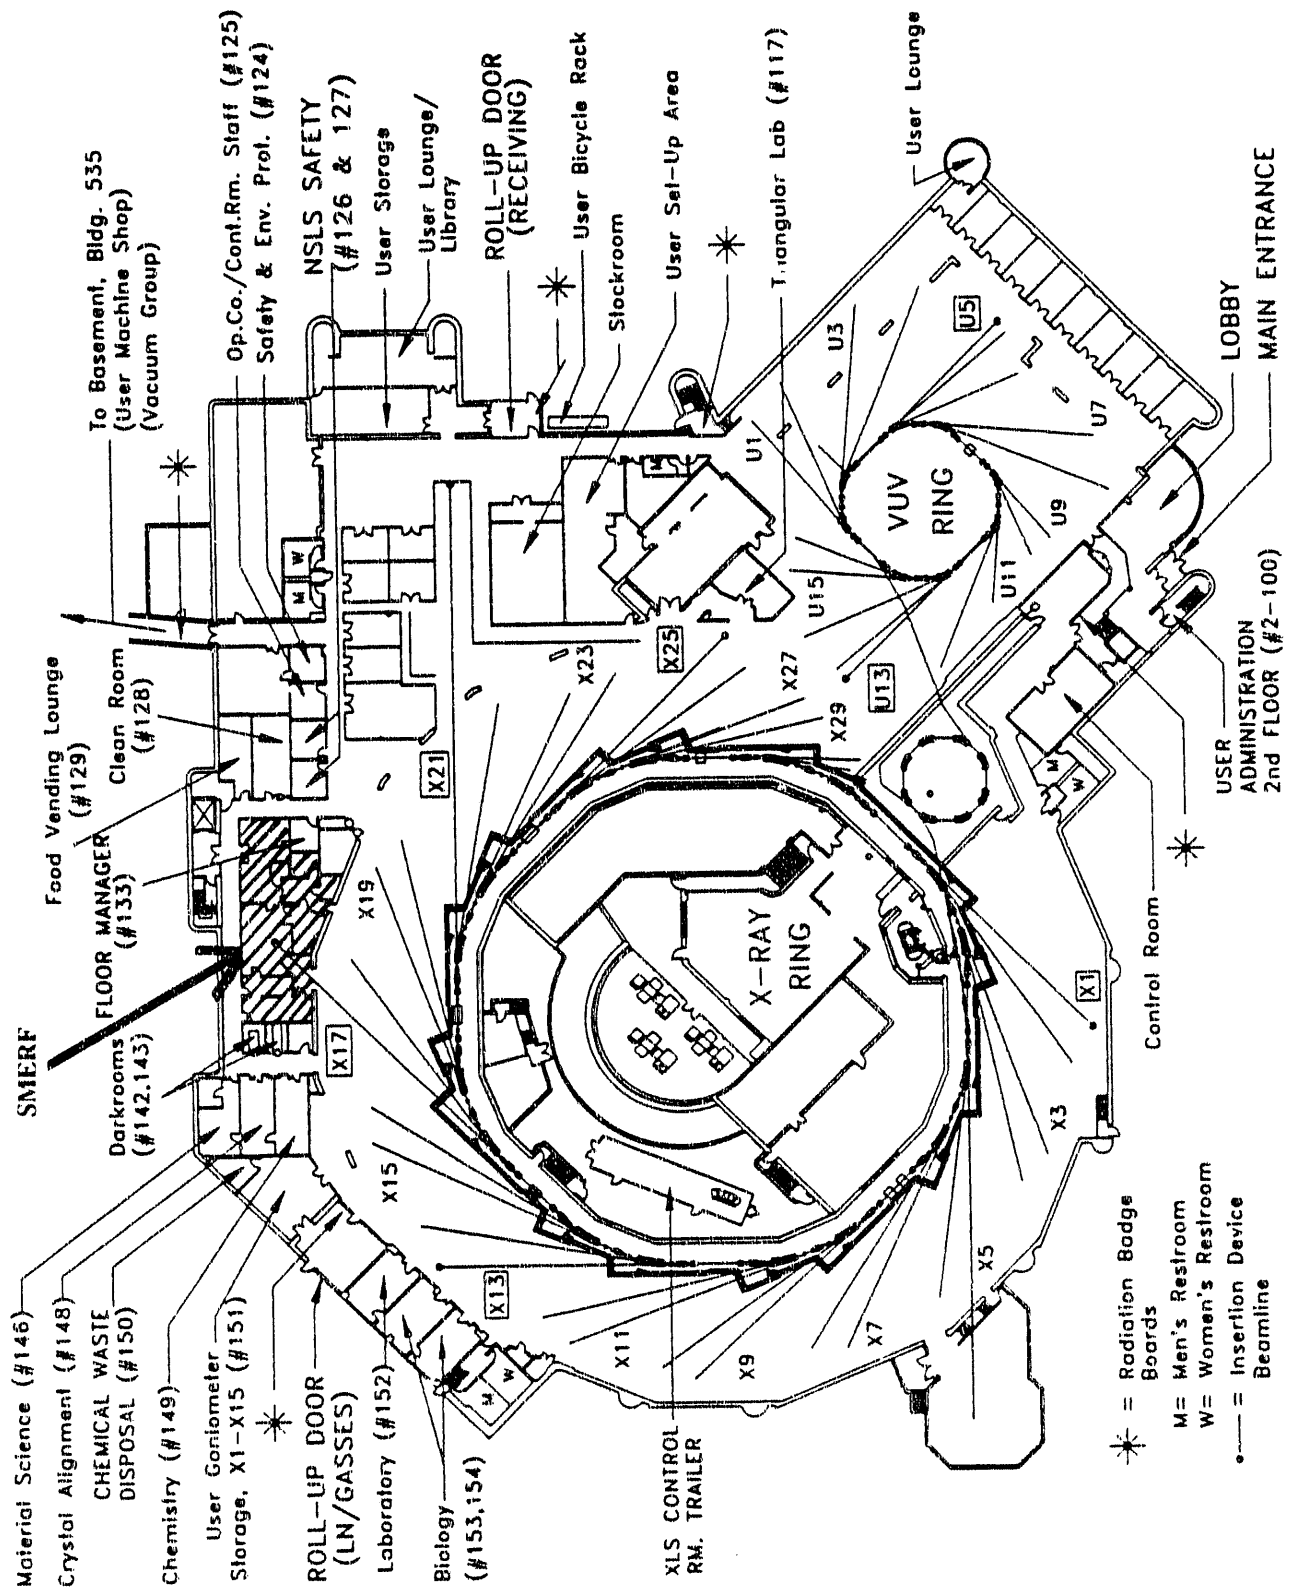 SMERF
Material Science (#146)
Crystal Alignment (#148)
CHEMICAL WASTE
DISPOSAL (#150)
Chemistry (#149)
User Goniometer
Storage, X1-X15 (#151)
ROLL-UP DOOR
(LN/GASSES)
Laboratory (#152)
Biology
(#153,154)
XLS CONTROL
RM. TRAILER
Darkrooms
(#142,143)
FLOOR MANAGER
(#133)
Food Vending Lounge
(#129)
Clean Room
(#128)
To Basement, Bldg. 535
(User Machine Shop)
(Vacuum Group)
Op.Co./Cont.Rm. Staff (#125)
Safety & Env. Prot. (#124)
NSLS SAFETY
(#126 & 127)
User Storage
User Lounge/
Library
ROLL-UP DOOR
(RECEIVING)
User Bicycle Rack
Stockroom
User Set-Up Area
Triangular Lab (#117)
User Lounge
LOBBY
MAIN ENTRANCE
USER
ADMINISTRATION
2nd FLOOR (#2-100)
Control Room
X-RAY
RING
VUV
RING
X1
X3
X5
X7
X9
X11
X13
X15
X17
X19
X21
X23
X25
X27
X29
U1
U3
U5
U7
U9
U11
U13
U15
M
W
M
W
M
M
W
= Radiation Badge
Boards
M= Men's Restroom
W= Women's Restroom
= Insertion Device
Beamline